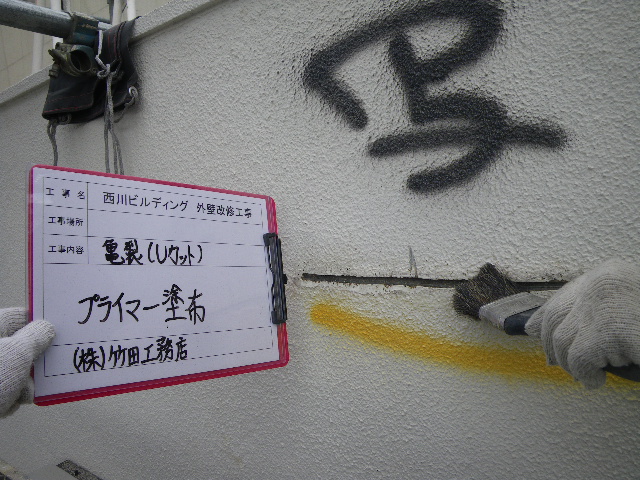 写
工事名 西川ビルディング 外壁改修工事
工事場所
工事内容 亀裂(Uカット)
プライマー塗布
(株)竹田工務店